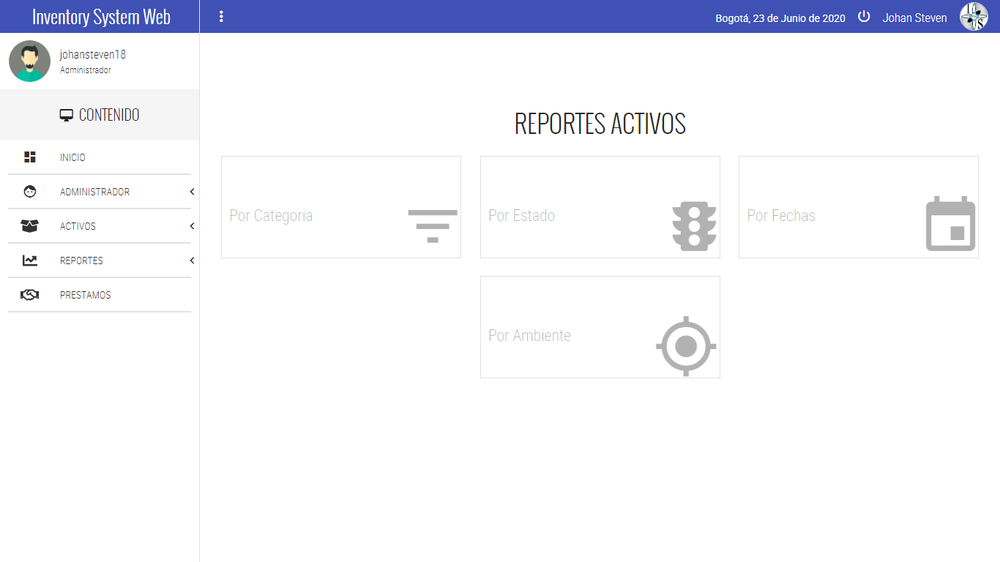 Inventory System Web
Bogotá, 23 de Junio de 2020
Johan Steven
johansteven18
Administrador
CONTENIDO
INICIO
ADMINISTRADOR
ACTIVOS
REPORTES
PRESTAMOS
REPORTES ACTIVOS
Por Categoria
Por Estado
Por Fechas
Por Ambiente